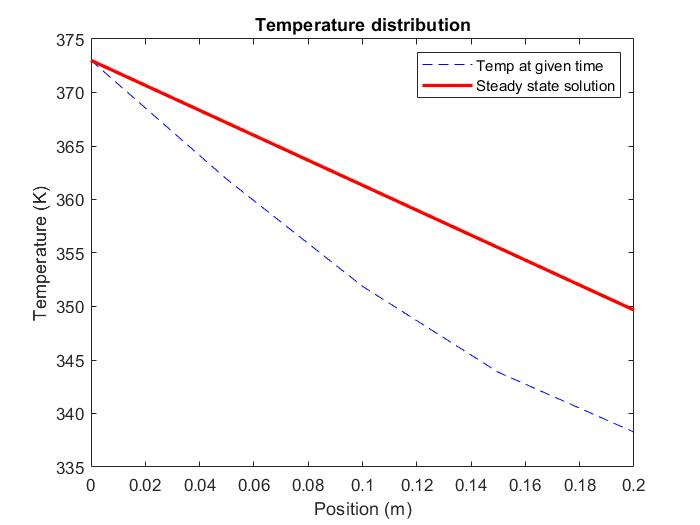 Temperature distribution
375
370
365
360
355
350
345
340
335
Temperature (K)
Temp at given time
Steady state solution
0 0.02 0.04 0.06 0.08 0.1 0.12 0.14 0.16 0.18 0.2
Position (m)